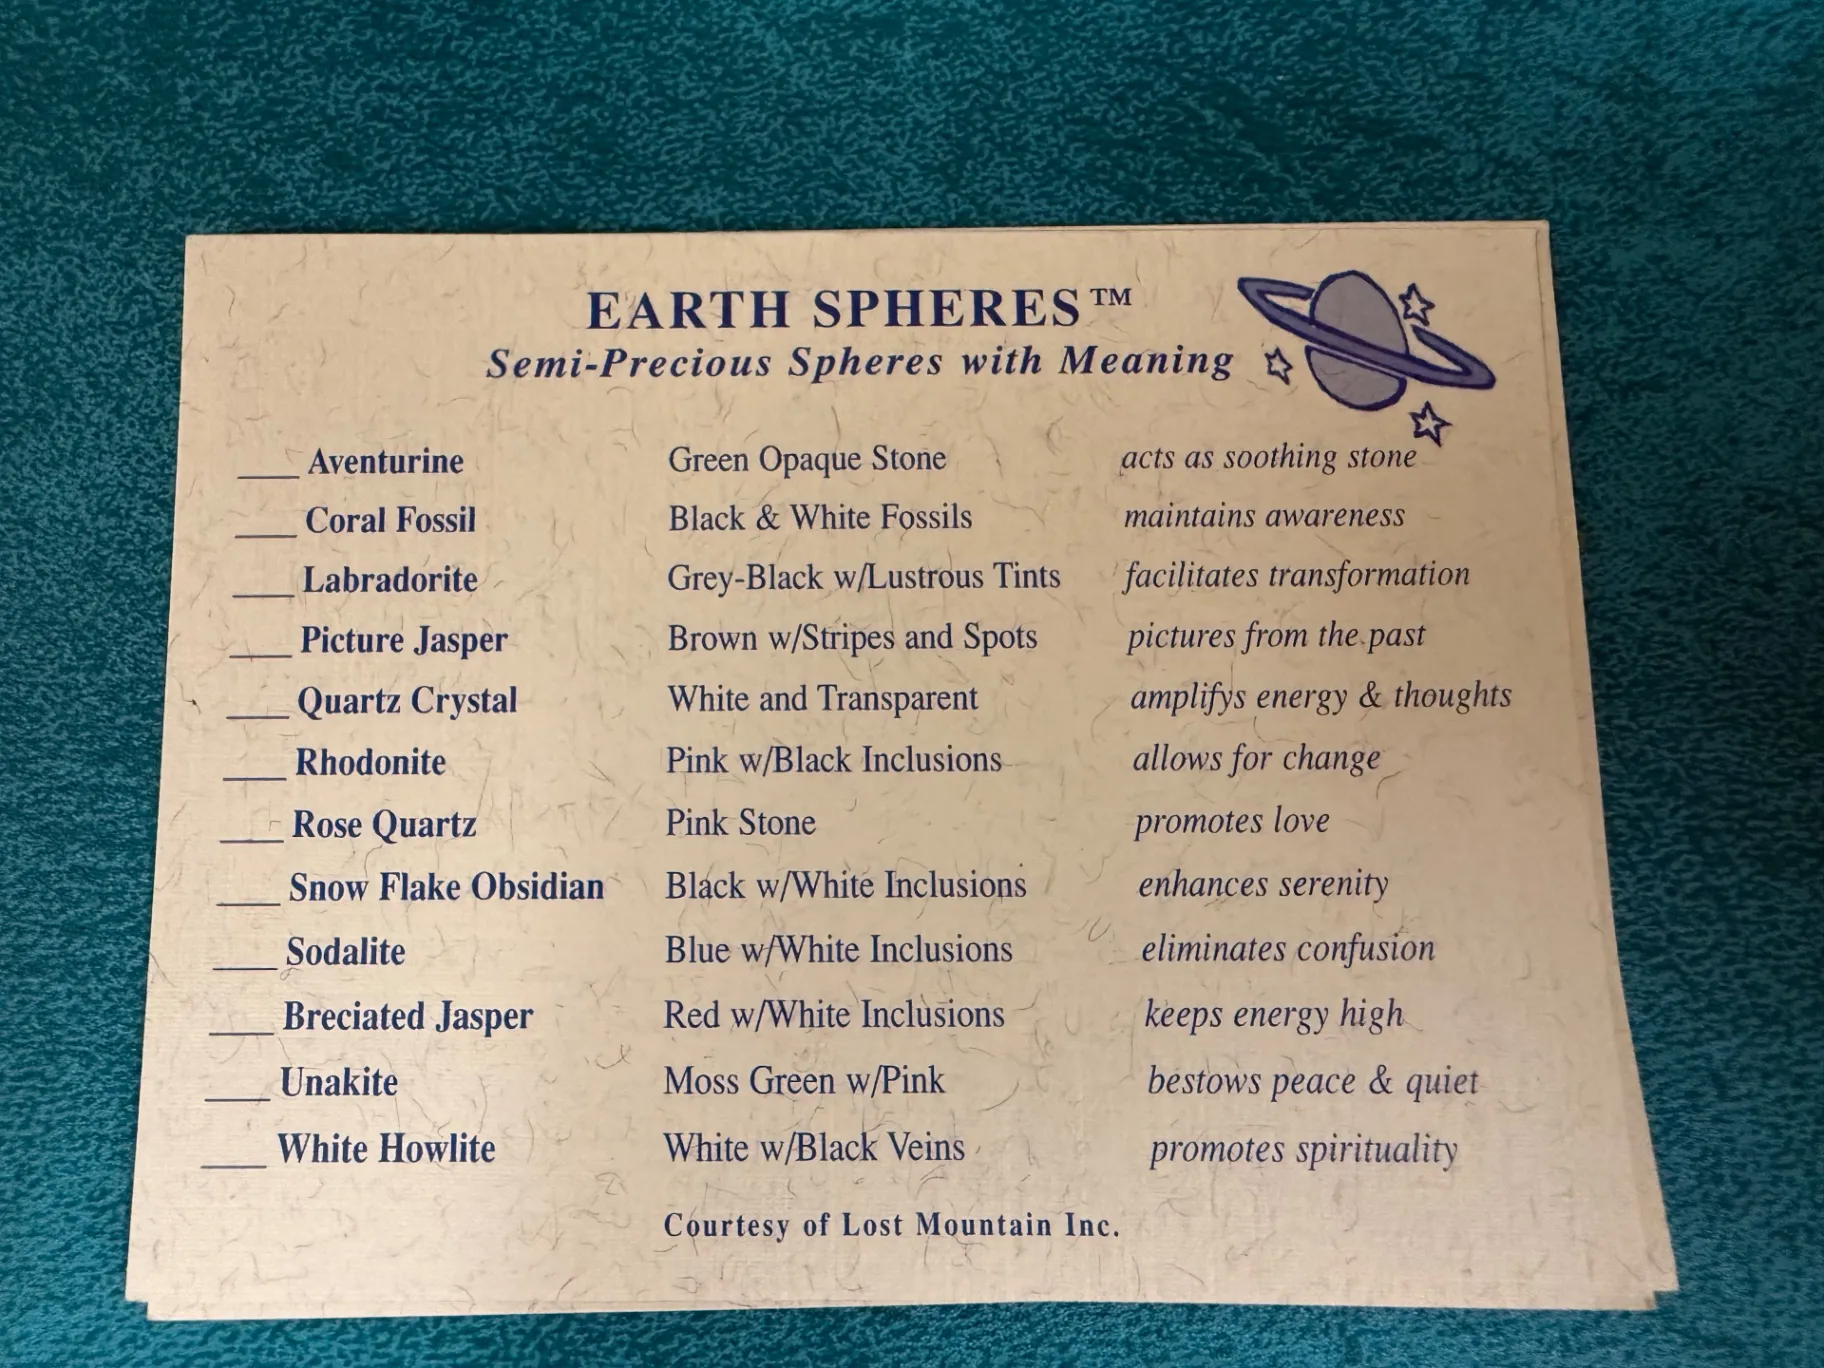 EARTH SPHERES™
Semi-Precious Spheres with Meaning
___ Aventurine Green Opaque Stone acts as soothing stone
___ Coral Fossil Black & White Fossils maintains awareness
___ Labradorite Grey-Black w/Lustrous Tints facilitates transformation
___ Picture Jasper Brown w/Stripes and Spots pictures from the past
___ Quartz Crystal White and Transparent amplifys energy & thoughts
___ Rhodonite Pink w/Black Inclusions allows for change
___ Rose Quartz Pink Stone promotes love
___ Snow Flake Obsidian Black w/White Inclusions enhances serenity
___ Sodalite Blue w/White Inclusions eliminates confusion
___ Breciated Jasper Red w/White Inclusions keeps energy high
___ Unakite Moss Green w/Pink bestows peace & quiet
___ White Howlite White w/Black Veins promotes spirituality
Courtesy of Lost Mountain Inc.